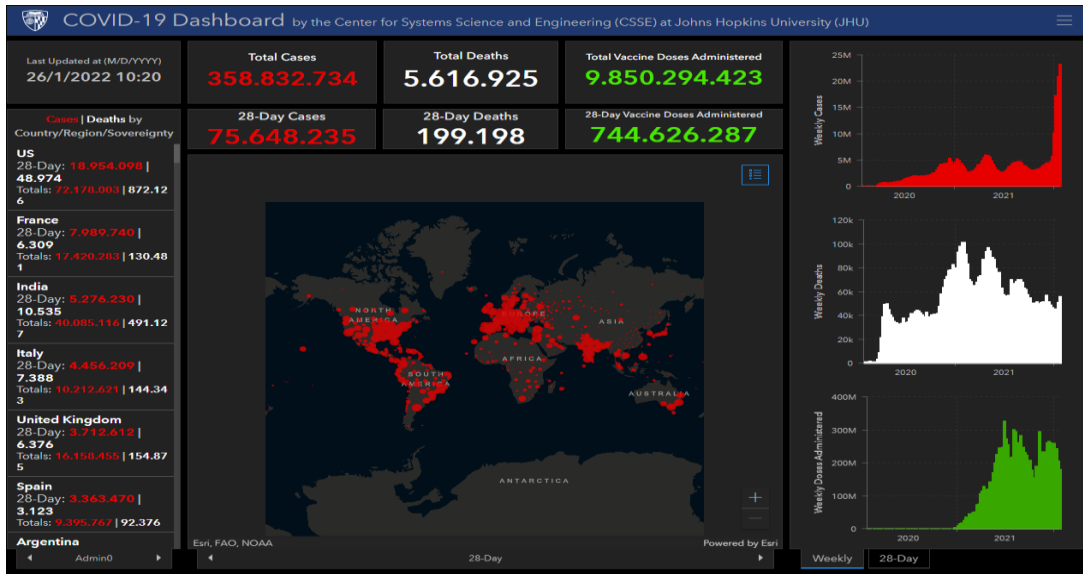 COVID-19 Dashboard by the Center for Systems Science and Engineering (CSSE) at Johns Hopkins University (JHU)
Last Updated at (M/D/YYYY)
26/1/2022 10:20
Cases | Deaths by
Country/Region/Sovereignty
US
28-Day: 18.954.098 |
48.974
Totals: 72.178.003 | 872.12
6
France
28-Day: 7.989.740 |
6.309
Totals: 17.420.283 | 130.48
1
India
28-Day: 5.276.230 |
10.535
Totals: 40.085.116 | 491.12
7
Italy
28-Day: 4.456.209 |
7.388
Totals: 10.212.621 | 144.34
3
United Kingdom
28-Day: 3.712.612 |
6.376
Totals: 16.158.455 | 154.87
5
Spain
28-Day: 3.363.470 |
3.123
Totals: 9.395.767 | 92.376
Argentina
Admin0
Total Cases
358.832.734
Total Deaths
5.616.925
Total Vaccine Doses Administered
9.850.294.423
28-Day Cases
75.648.235
28-Day Deaths
199.198
28-Day Vaccine Doses Administered
744.626.287
NORTH
AMERICA
EUROPE
ASIA
AFRICA
SOUTH
AMERICA
AUSTRALIA
ANTARCTICA
+
Esri, FAO, NOAA
Powered by Esri
28-Day
Weekly Cases
25M
20M
15M
10M
5M
0
2020
2021
Weekly Deaths
120k
100k
80k
60k
40k
20k
0
2020
2021
Weekly Doses Administered
400M
300M
200M
100M
0
2020
2021
Weekly
28-Day